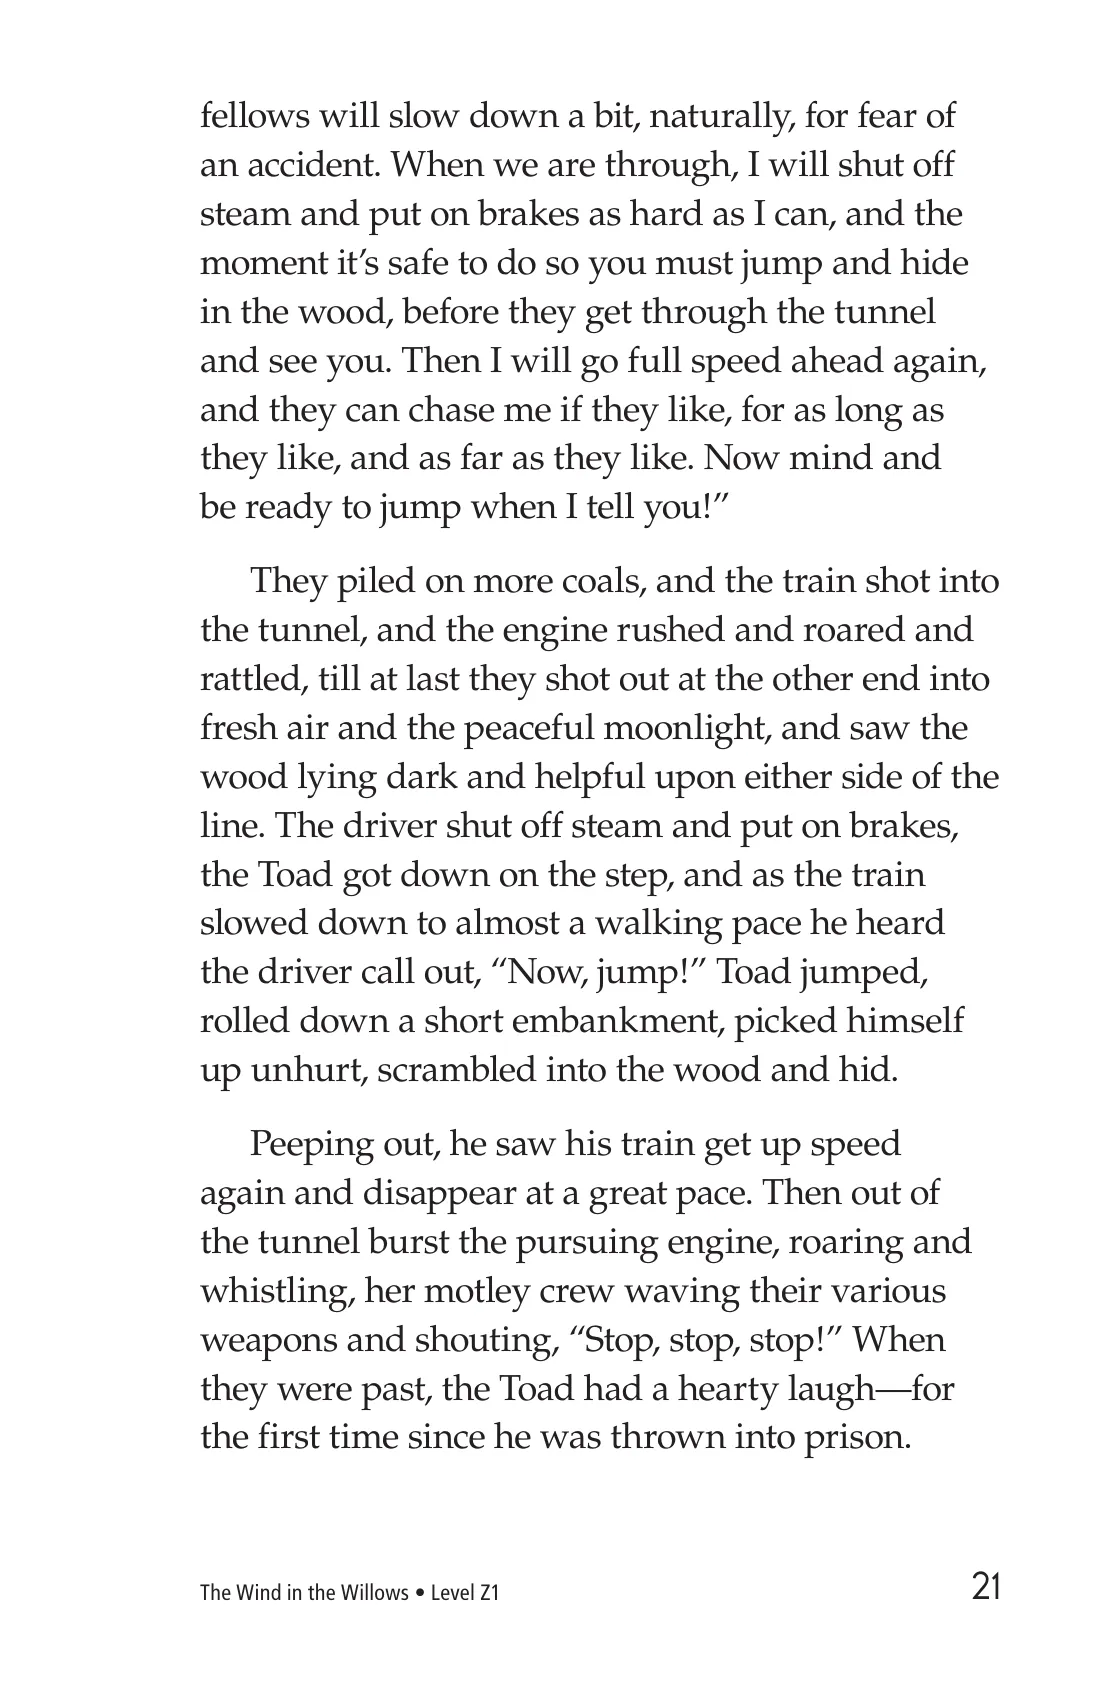 fellows will slow down a bit, naturally, for fear of
an accident. When we are through, I will shut off
steam and put on brakes as hard as I can, and the
moment it’s safe to do so you must jump and hide
in the wood, before they get through the tunnel
and see you. Then I will go full speed ahead again,
and they can chase me if they like, for as long as
they like, and as far as they like. Now mind and
be ready to jump when I tell you!”
They piled on more coals, and the train shot into
the tunnel, and the engine rushed and roared and
rattled, till at last they shot out at the other end into
fresh air and the peaceful moonlight, and saw the
wood lying dark and helpful upon either side of the
line. The driver shut off steam and put on brakes,
the Toad got down on the step, and as the train
slowed down to almost a walking pace he heard
the driver call out, “Now, jump!” Toad jumped,
rolled down a short embankment, picked himself
up unhurt, scrambled into the wood and hid.
Peeping out, he saw his train get up speed
again and disappear at a great pace. Then out of
the tunnel burst the pursuing engine, roaring and
whistling, her motley crew waving their various
weapons and shouting, “Stop, stop, stop!” When
they were past, the Toad had a hearty laugh—for
the first time since he was thrown into prison.
The Wind in the Willows • Level Z1
21